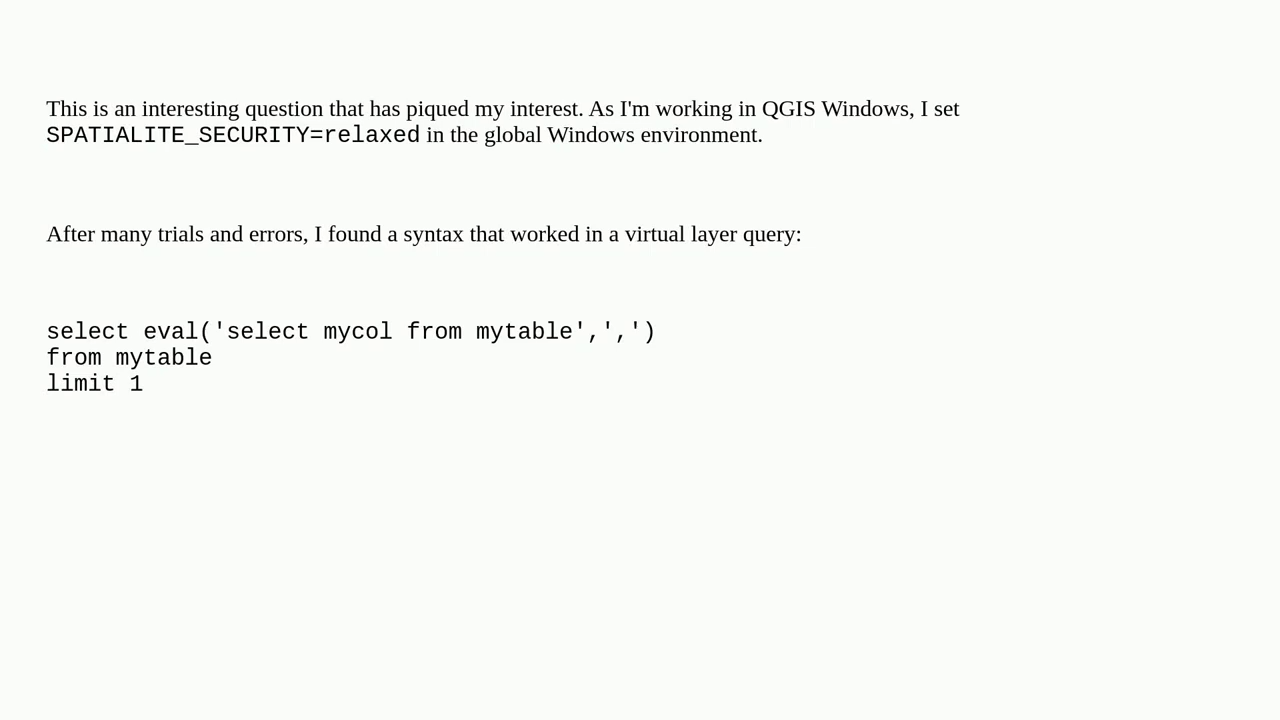 This is an interesting question that has piqued my interest. As I'm working in QGIS Windows, I set
SPATIALITE_SECURITY=relaxed in the global Windows environment.
After many trials and errors, I found a syntax that worked in a virtual layer query:
select eval('select mycol from mytable',',')
from mytable
limit 1